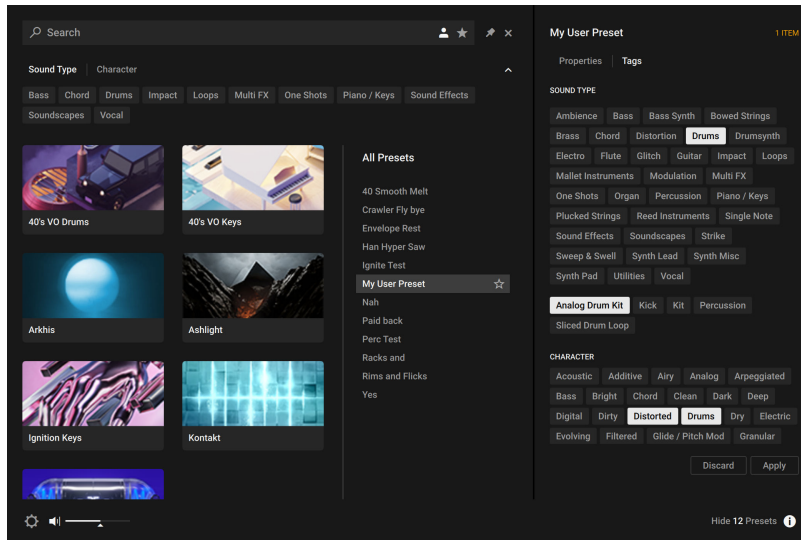 Search
Sound Type Character
Bass Chord Drums Impact Loops Multi FX One Shots Piano / Keys Sound Effects
Soundscapes Vocal
40's VO Drums
40's VO Keys
Arkhis
Ashlight
Ignition Keys
Kontakt
All Presets
40 Smooth Melt
Crawler Fly bye
Envelope Rest
Han Hyper Saw
Ignite Test
My User Preset
Nah
Paid back
Perc Test
Racks and
Rims and Flicks
Yes
My User Preset 1 ITEM
Properties Tags
SOUND TYPE
Ambience Bass Bass Synth Bowed Strings
Brass Chord Distortion Drums Drumsynth
Electro Flute Glitch Guitar Impact Loops
Mallet Instruments Modulation Multi FX
One Shots Organ Percussion Piano / Keys
Plucked Strings Reed Instruments Single Note
Sound Effects Soundscapes Strike
Sweep & Swell Synth Lead Synth Misc
Synth Pad Utilities Vocal
Analog Drum Kit Kick Kit Percussion
Sliced Drum Loop
CHARACTER
Acoustic Additive Airy Analog Arpeggiated
Bass Bright Chord Clean Dark Deep
Digital Dirty Distorted Drums Dry Electric
Evolving Filtered Glide / Pitch Mod Granular
Discard Apply
Hide 12 Presets